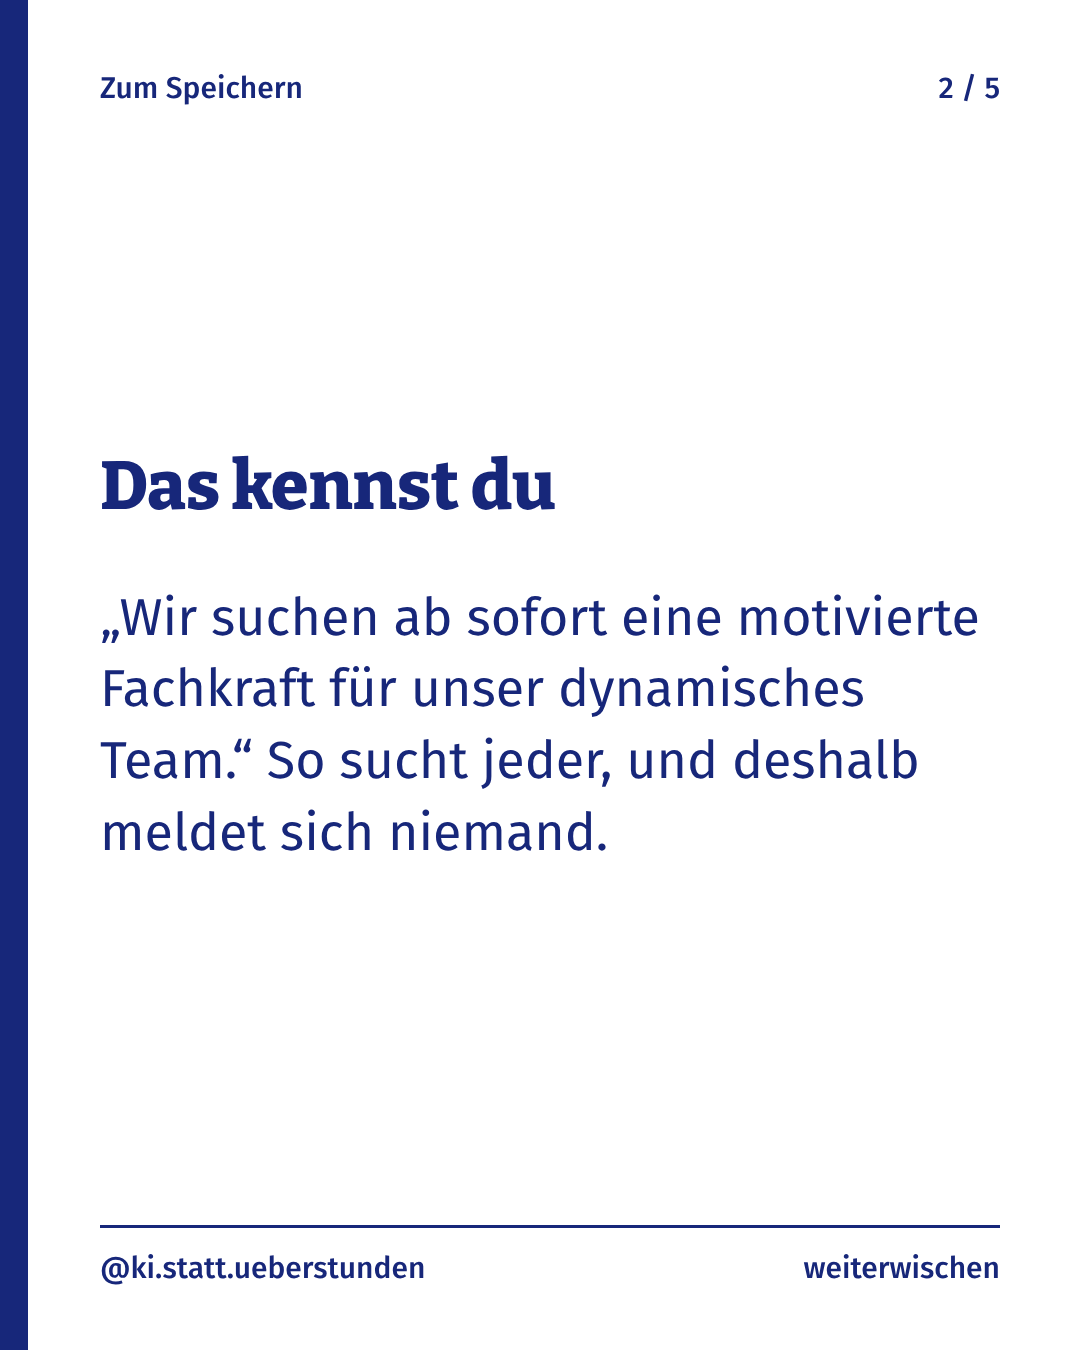 Zum Speichern
2 / 5
Das kennst du
„Wir suchen ab sofort eine motivierte
Fachkraft für unser dynamisches
Team.“ So sucht jeder, und deshalb
meldet sich niemand.
@ki.statt.ueberstunden
weiterwischen